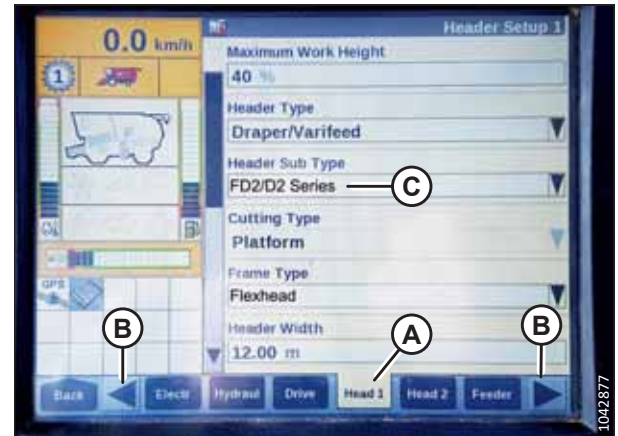 0.0 km/h
Header Setup 1
Maximum Work Height
40 %
1
Header Type
Draper/Varifeed
Header Sub Type
FD2/D2 Series
C
Cutting Type
Platform
Frame Type
Flexhead
GPS
Header Width
12.00 m
B
A
B
Back
Electr
Hydraul
Drive
Head 1
Head 2
Feeder
1042877